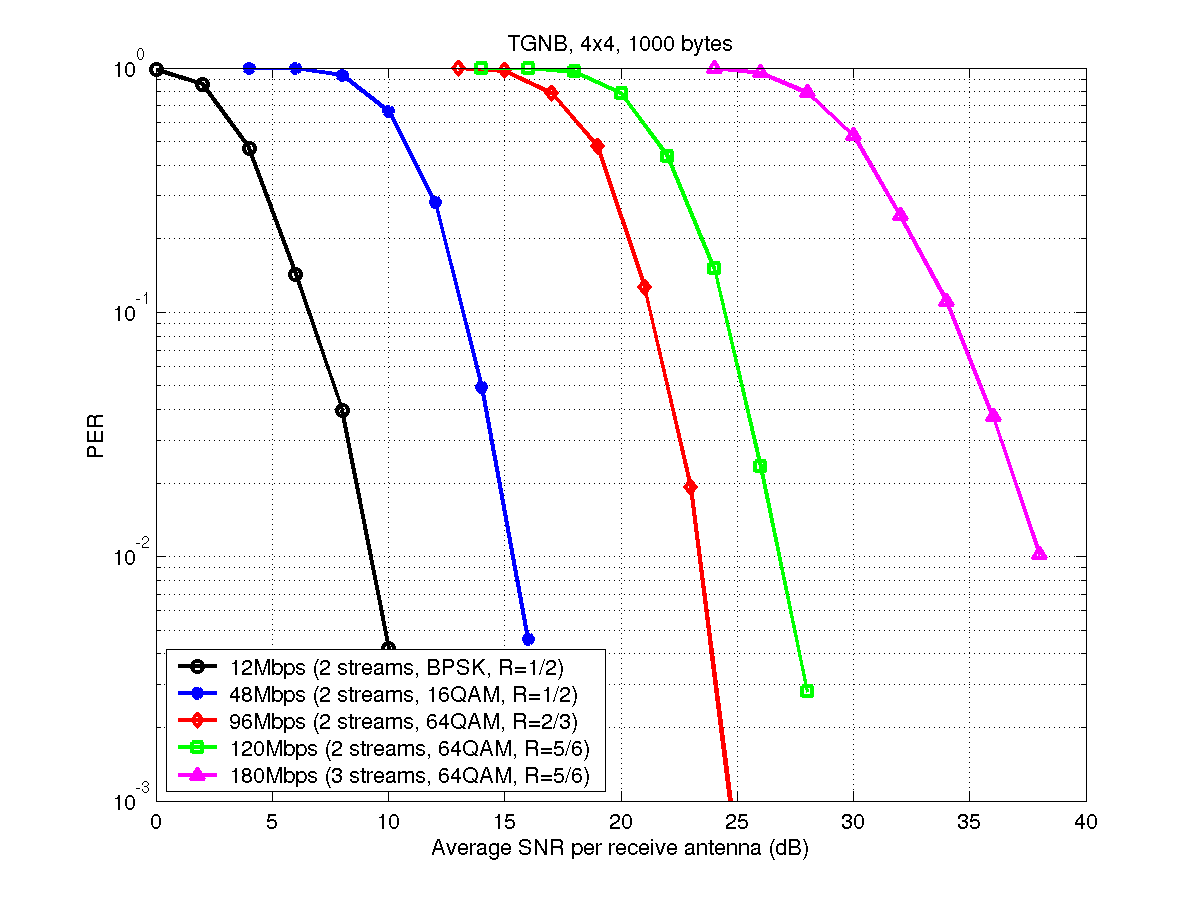 TGNB, 4x4, 1000 bytes
10^0
10^-1
10^-2
10^-3
PER
12Mbps (2 streams, BPSK, R=1/2)
48Mbps (2 streams, 16QAM, R=1/2)
96Mbps (2 streams, 64QAM, R=2/3)
120Mbps (2 streams, 64QAM, R=5/6)
180Mbps (3 streams, 64QAM, R=5/6)
0 5 10 15 20 25 30 35 40
Average SNR per receive antenna (dB)